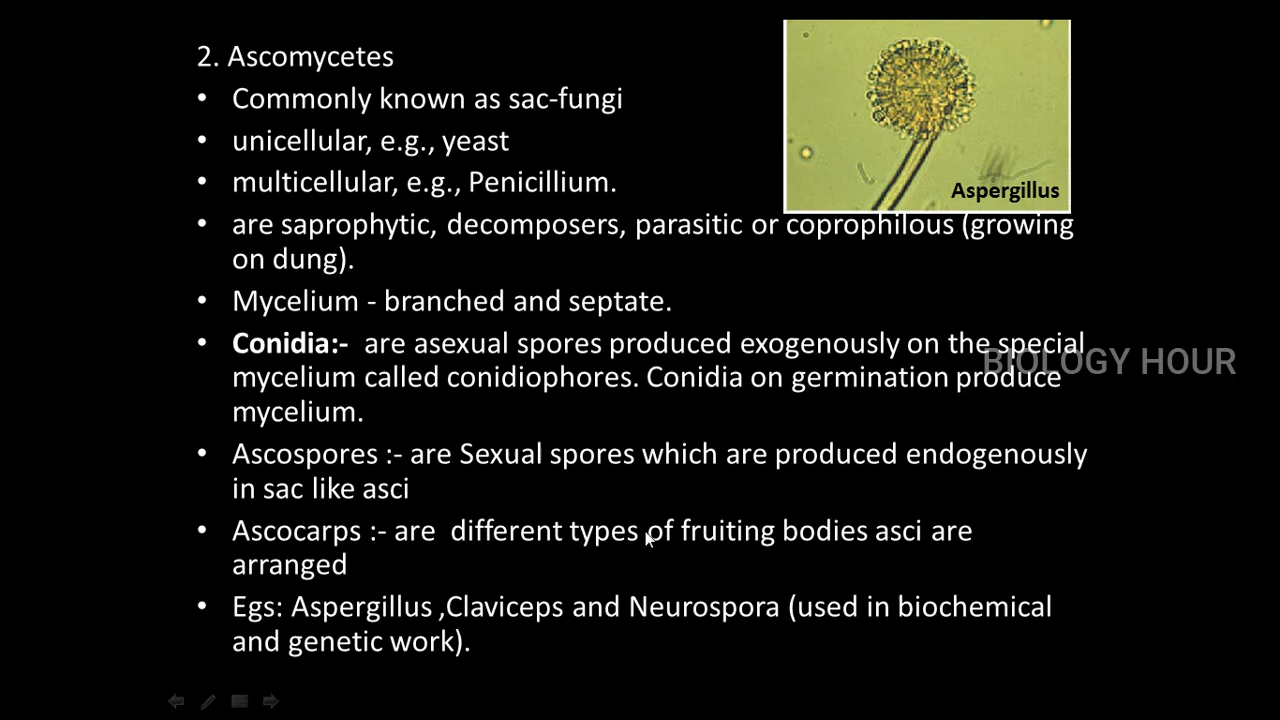 2. Ascomycetes
• Commonly known as sac-fungi
• unicellular, e.g., yeast
• multicellular, e.g., Penicillium.
Aspergillus
• are saprophytic, decomposers, parasitic or coprophilous (growing
on dung).
• Mycelium - branched and septate.
• Conidia:- are asexual spores produced exogenously on the special
mycelium called conidiophores. Conidia on germination produce
mycelium.
BIOLOGY HOUR
• Ascospores :- are Sexual spores which are produced endogenously
in sac like asci
• Ascocarps :- are different types of fruiting bodies asci are
arranged
• Egs: Aspergillus ,Claviceps and Neurospora (used in biochemical
and genetic work).